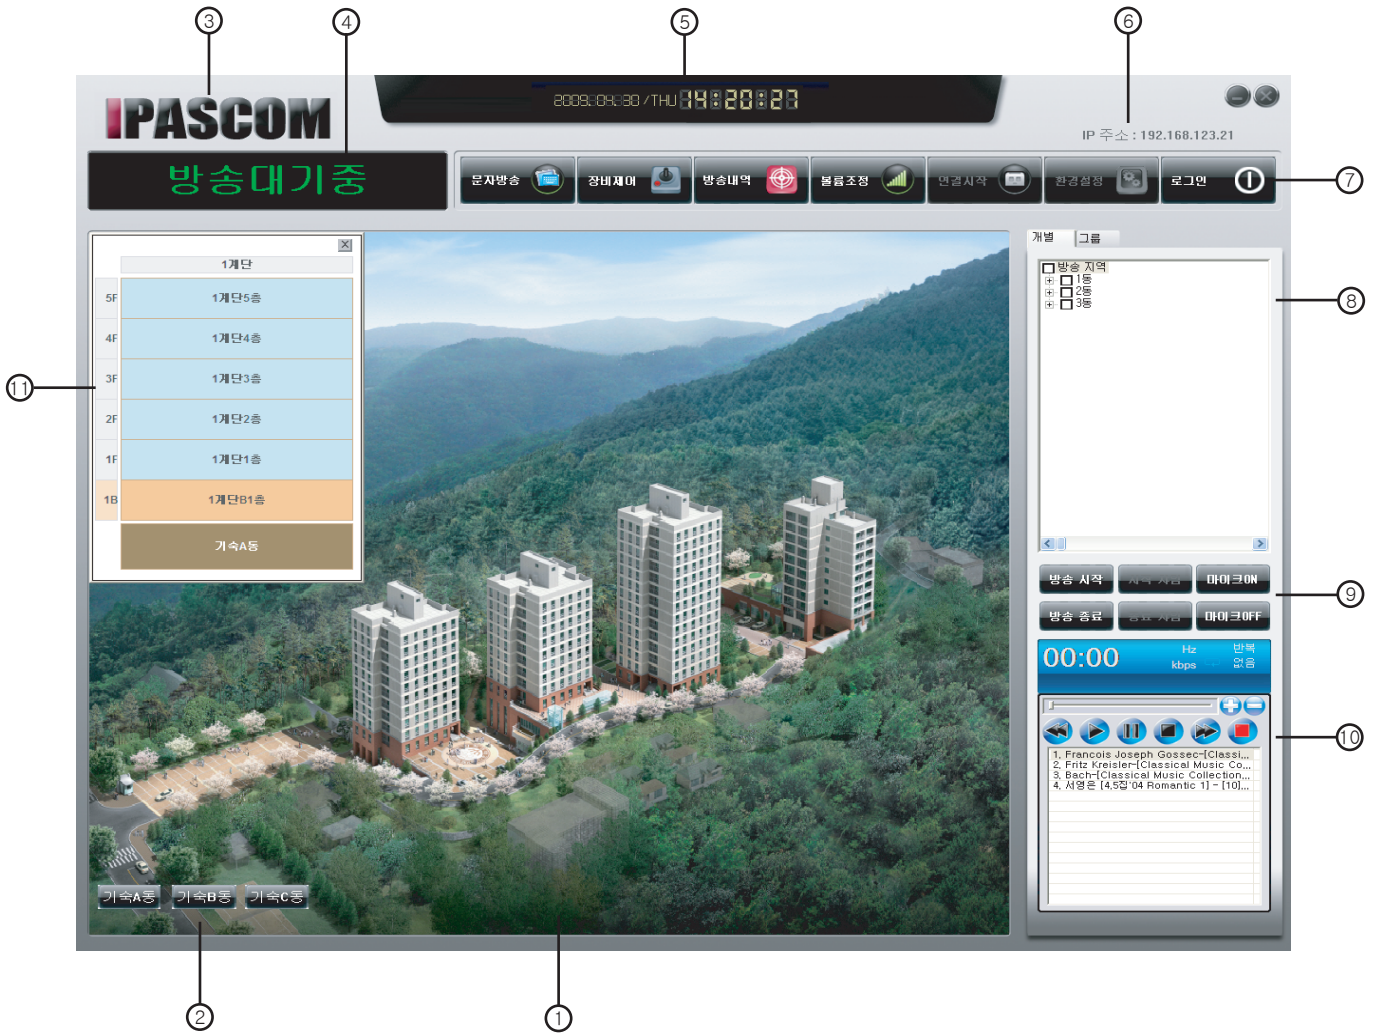 ③
④
⑤
⑥
IPASCOM
2009.04.30 /THU 14:20:27
IP 주소 : 192.168.123.21
방송대기중
문자방송
장비제어
방송내역
볼륨조정
연결시작
환경설정
로그인
⑦
개별
그룹
방송 지역
1동
2동
3동
⑧
1계단
5F 1계단5층
4F 1계단4층
3F 1계단3층
2F 1계단2층
1F 1계단1층
1B 1계단B1층
기숙A동
⑪
방송 시작
마이크ON
방송 종료
마이크OFF
⑨
00:00
Hz
kbps
반복
없음
⑩
1, Francois Joseph Gossec-[Classi,,,
2, Fritz Kreisler-[Classical Music Co,,,
3, Bach-[Classical Music Collection,,,
4, 서영은 [4,5집'04 Romantic 1] - [10],,,
기숙A동
기숙B동
기숙C동
②
①